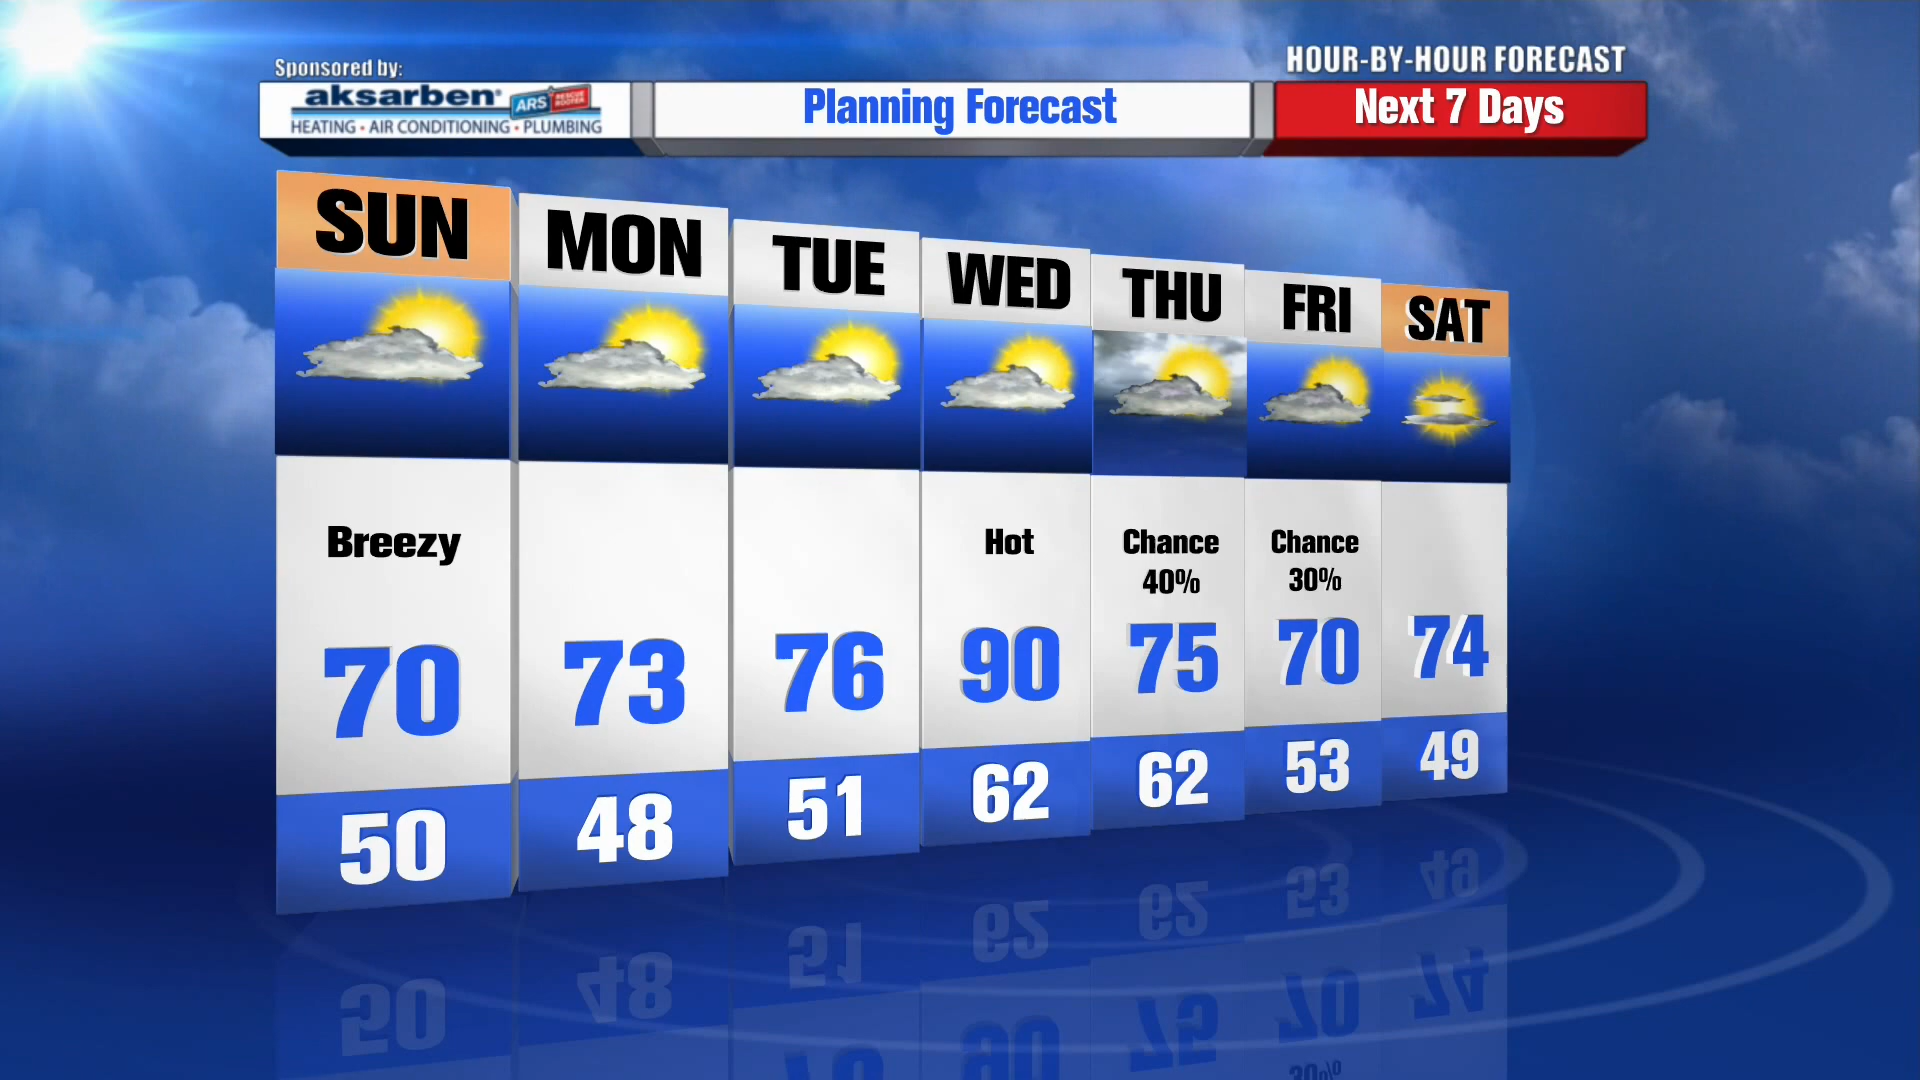 Sponsored by:
aksarben®
ARS
RESCUE
ROOTER
HEATING • AIR CONDITIONING • PLUMBING
Planning Forecast
HOUR-BY-HOUR FORECAST
Next 7 Days
SUN
MON
TUE
WED
THU
FRI
SAT
Breezy
Hot
Chance
40%
Chance
30%
70
73
76
90
75
70
74
50
48
51
62
62
53
49